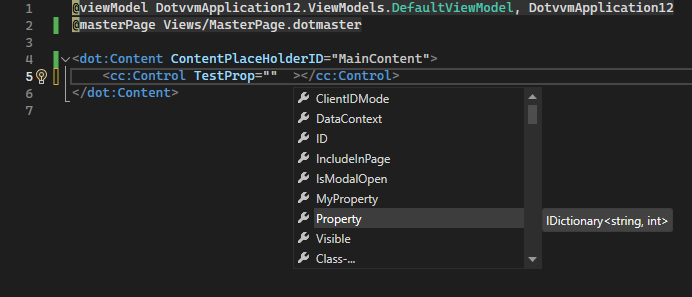 1 @viewModel DotvvmApplication12.ViewModels.DefaultViewModel, DotvvmApplication12
2 @masterPage Views/MasterPage.dotmaster
3
4 <dot:Content ContentPlaceHolderID="MainContent">
5 <cc:Control TestProp="" ></cc:Control>
6 </dot:Content>
7
ClientIDMode
DataContext
ID
IncludeInPage
IsModalOpen
MyProperty
Property
IDictionary<string, int>
Visible
Class-...